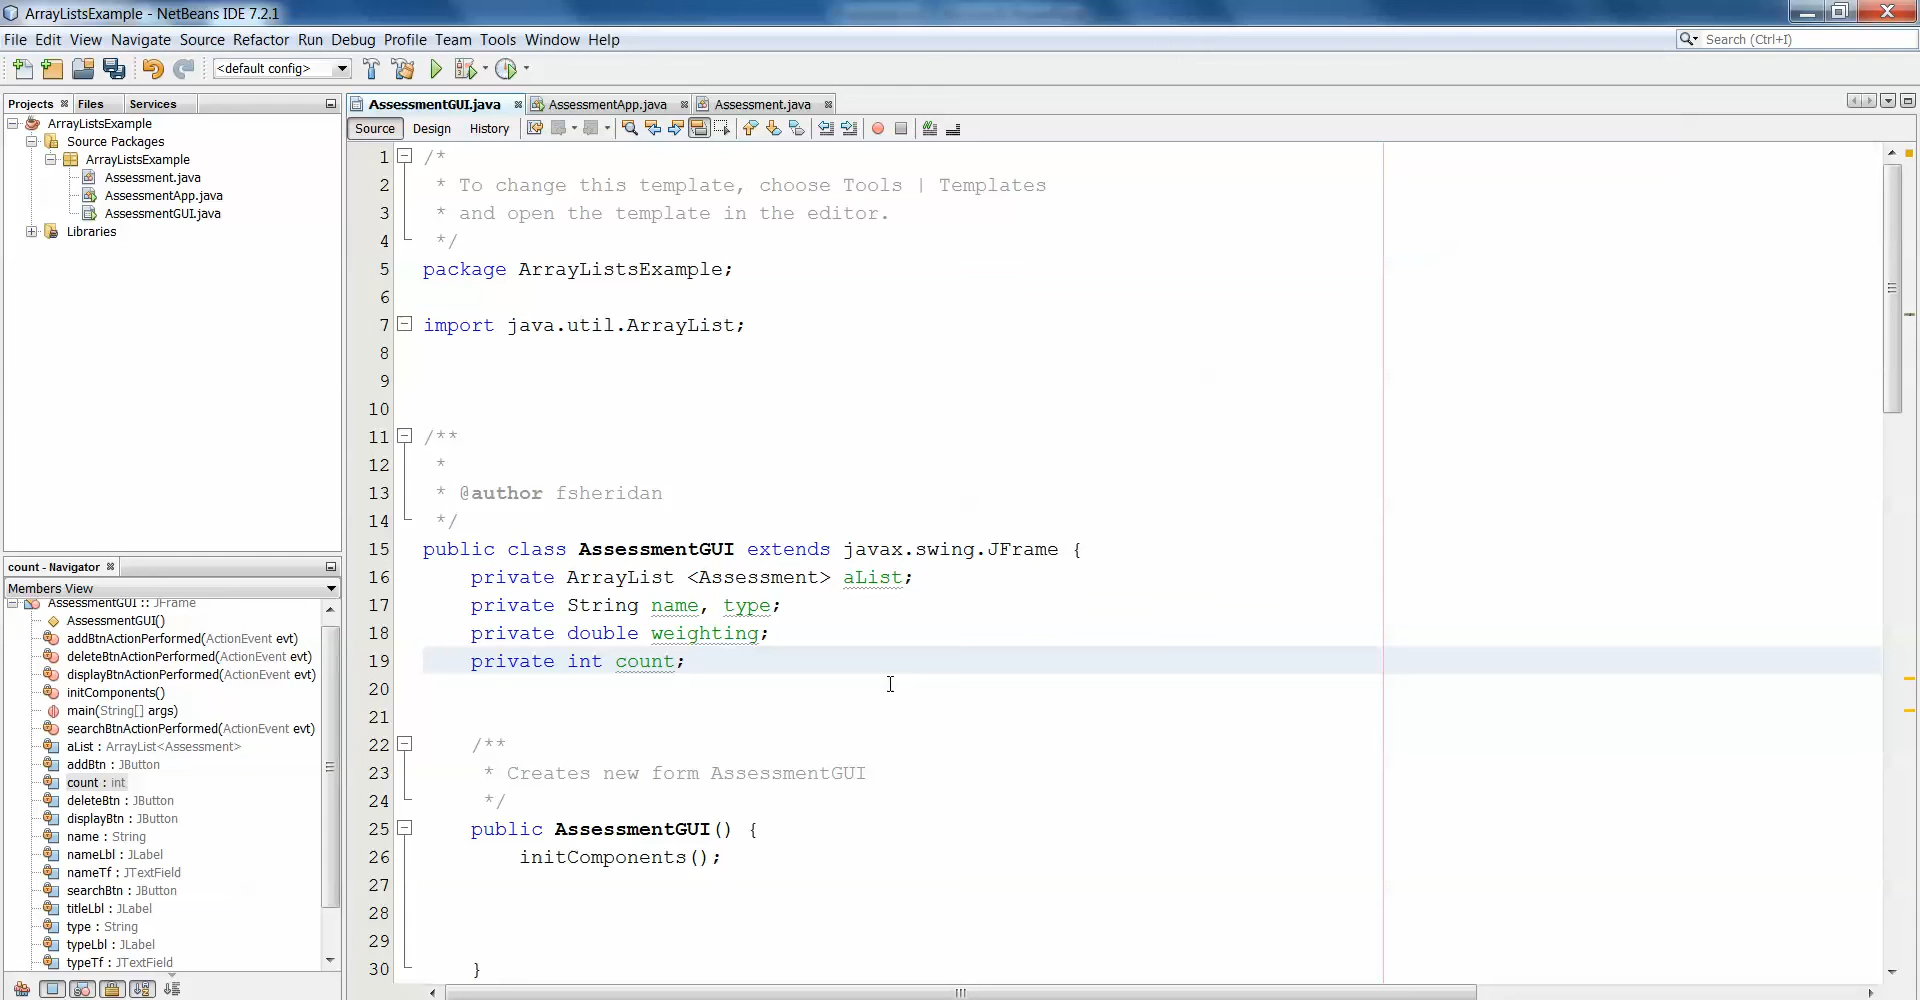 ArrayListsExample - NetBeans IDE 7.2.1
File Edit View Navigate Source Refactor Run Debug Profile Team Tools Window Help
Search (Ctrl+I)
<default config>
Projects Files Services
ArrayListsExample
Source Packages
ArrayListsExample
Assessment.java
AssessmentApp.java
AssessmentGUI.java
Libraries
count - Navigator
Members View
AssessmentGUI :: JFrame
AssessmentGUI()
addBtnActionPerformed(ActionEvent evt)
deleteBtnActionPerformed(ActionEvent evt)
displayBtnActionPerformed(ActionEvent evt)
initComponents()
main(String[] args)
searchBtnActionPerformed(ActionEvent evt)
aList : ArrayList<Assessment>
addBtn : JButton
count : int
deleteBtn : JButton
displayBtn : JButton
name : String
nameLbl : JLabel
nameTf : JTextField
searchBtn : JButton
titleLbl : JLabel
type : String
typeLbl : JLabel
typeTf : JTextField
AssessmentGUI.java AssessmentApp.java Assessment.java
Source Design History
1 /*
2 * To change this template, choose Tools | Templates
3 * and open the template in the editor.
4 */
5 package ArrayListsExample;
6
7 import java.util.ArrayList;
8
9
10
11 /**
12 *
13 * @author fsheridan
14 */
15 public class AssessmentGUI extends javax.swing.JFrame {
16 private ArrayList <Assessment> aList;
17 private String name, type;
18 private double weighting;
19 private int count;
20
21
22 /**
23 * Creates new form AssessmentGUI
24 */
25 public AssessmentGUI() {
26 initComponents();
27
28
29
30 }